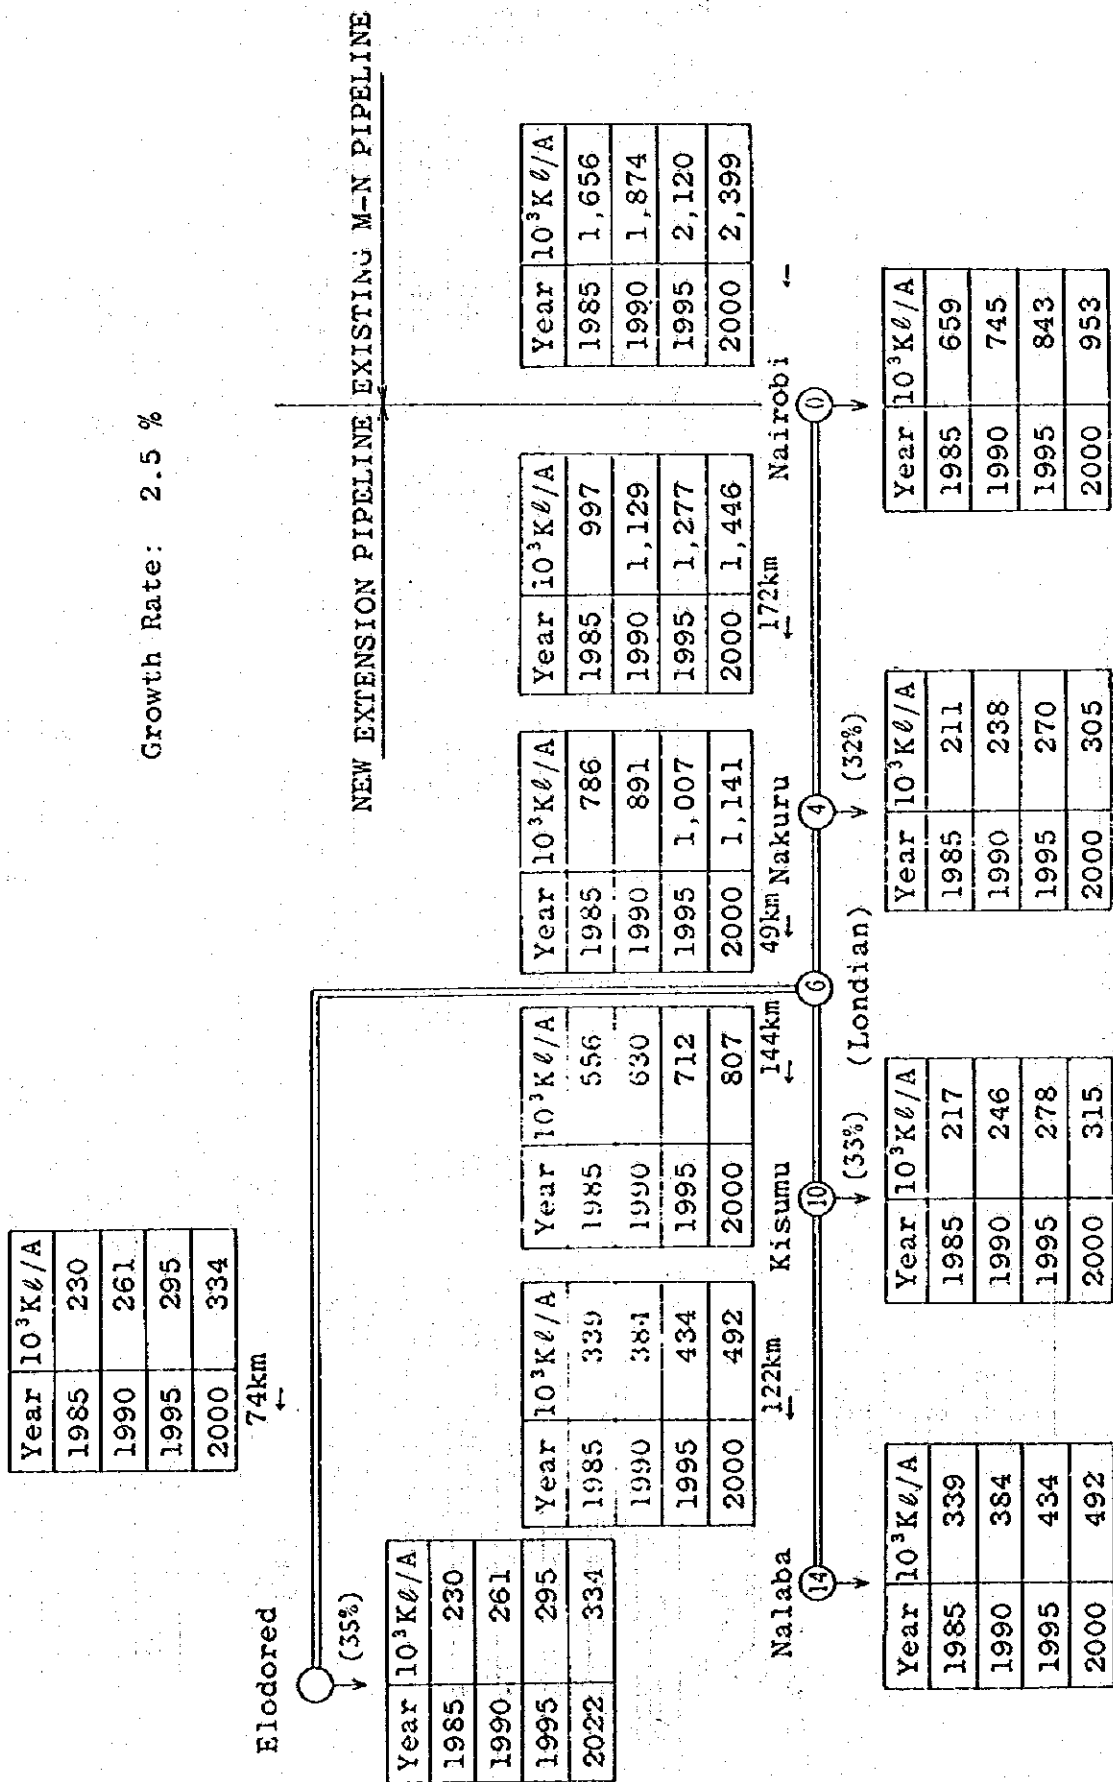 Growth Rate: 2.5 %
NEW EXTENSION PIPELINE EXISTING M-N PIPELINE
Year 10³Kℓ/A
1985 230
1990 261
1995 295
2000 334
74km
←
Elodored
(35%)
Year 10³Kℓ/A
1985 230
1990 261
1995 295
2022 334
Year 10³Kℓ/A
1985 339
1990 384
1995 434
2000 492
122km
←
Year 10³Kℓ/A
1985 556
1990 630
1995 712
2000 807
144km
←
Year 10³Kℓ/A
1985 786
1990 891
1995 1,007
2000 1,141
49km
←
Year 10³Kℓ/A
1985 997
1990 1,129
1995 1,277
2000 1,446
172km
←
Year 10³Kℓ/A
1985 1,656
1990 1,874
1995 2,120
2000 2,399
←
Nalaba
Kisumu
Nakuru
Nairobi
14
10
6
4
0
(33%)
(Londian)
(32%)
Year 10³Kℓ/A
1985 339
1990 384
1995 434
2000 492
Year 10³Kℓ/A
1985 217
1990 246
1995 278
2000 315
Year 10³Kℓ/A
1985 211
1990 238
1995 270
2000 305
Year 10³Kℓ/A
1985 659
1990 745
1995 843
2000 953